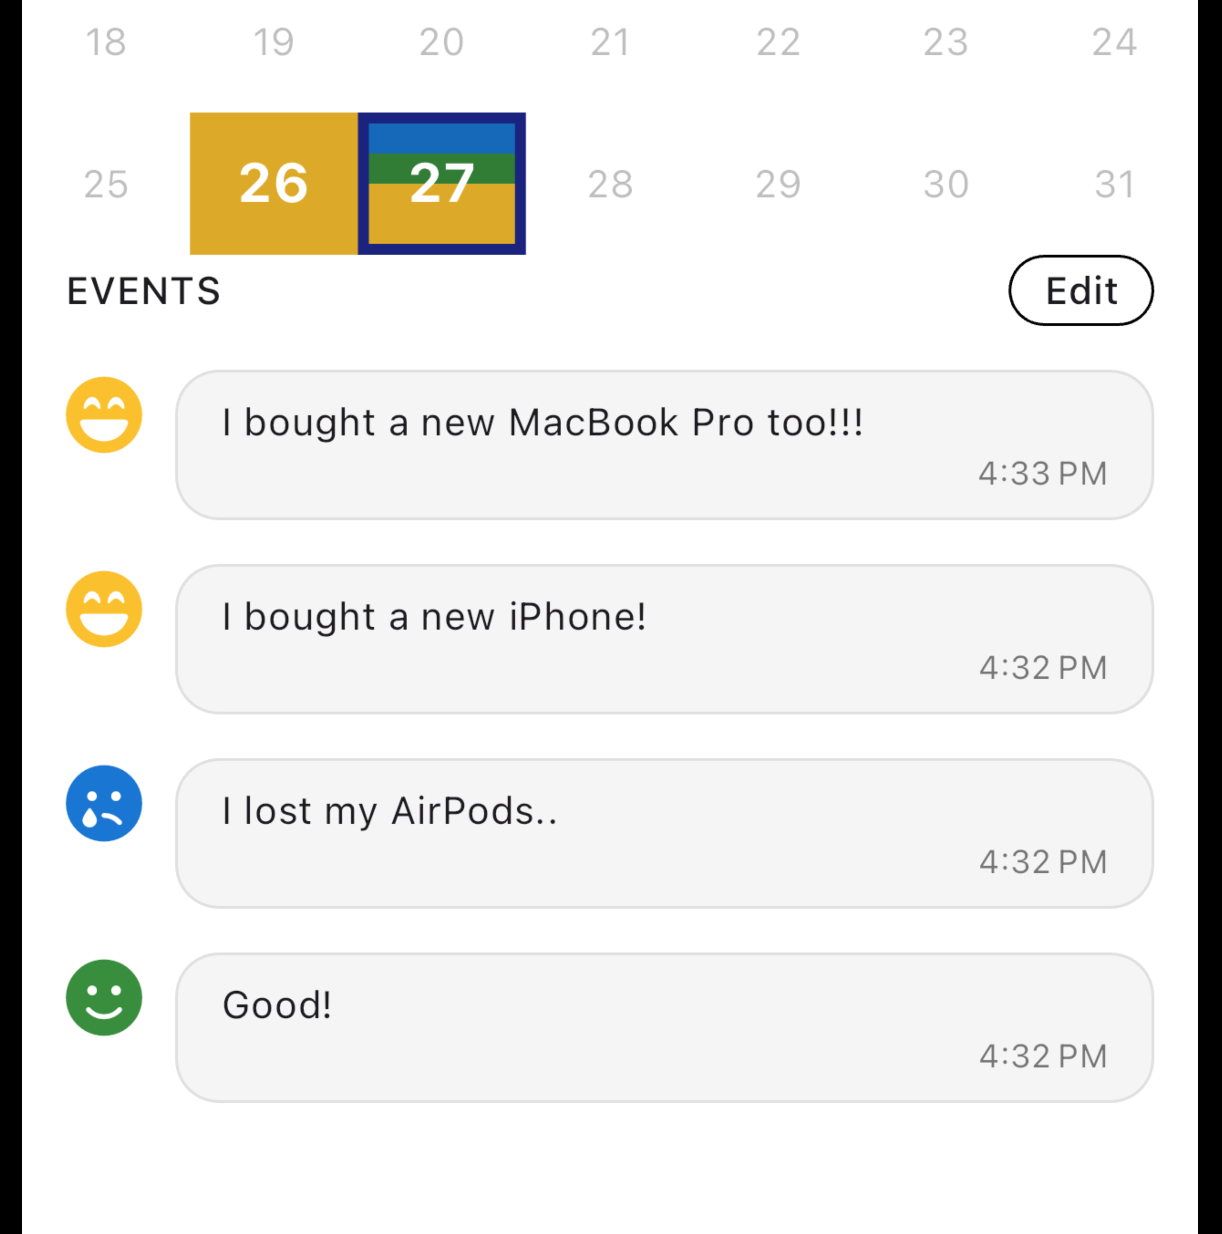 18 19 20 21 22 23 24
25 26 27 28 29 30 31
EVENTS Edit
I bought a new MacBook Pro too!!!
4:33 PM
I bought a new iPhone!
4:32 PM
I lost my AirPods..
4:32 PM
Good!
4:32 PM